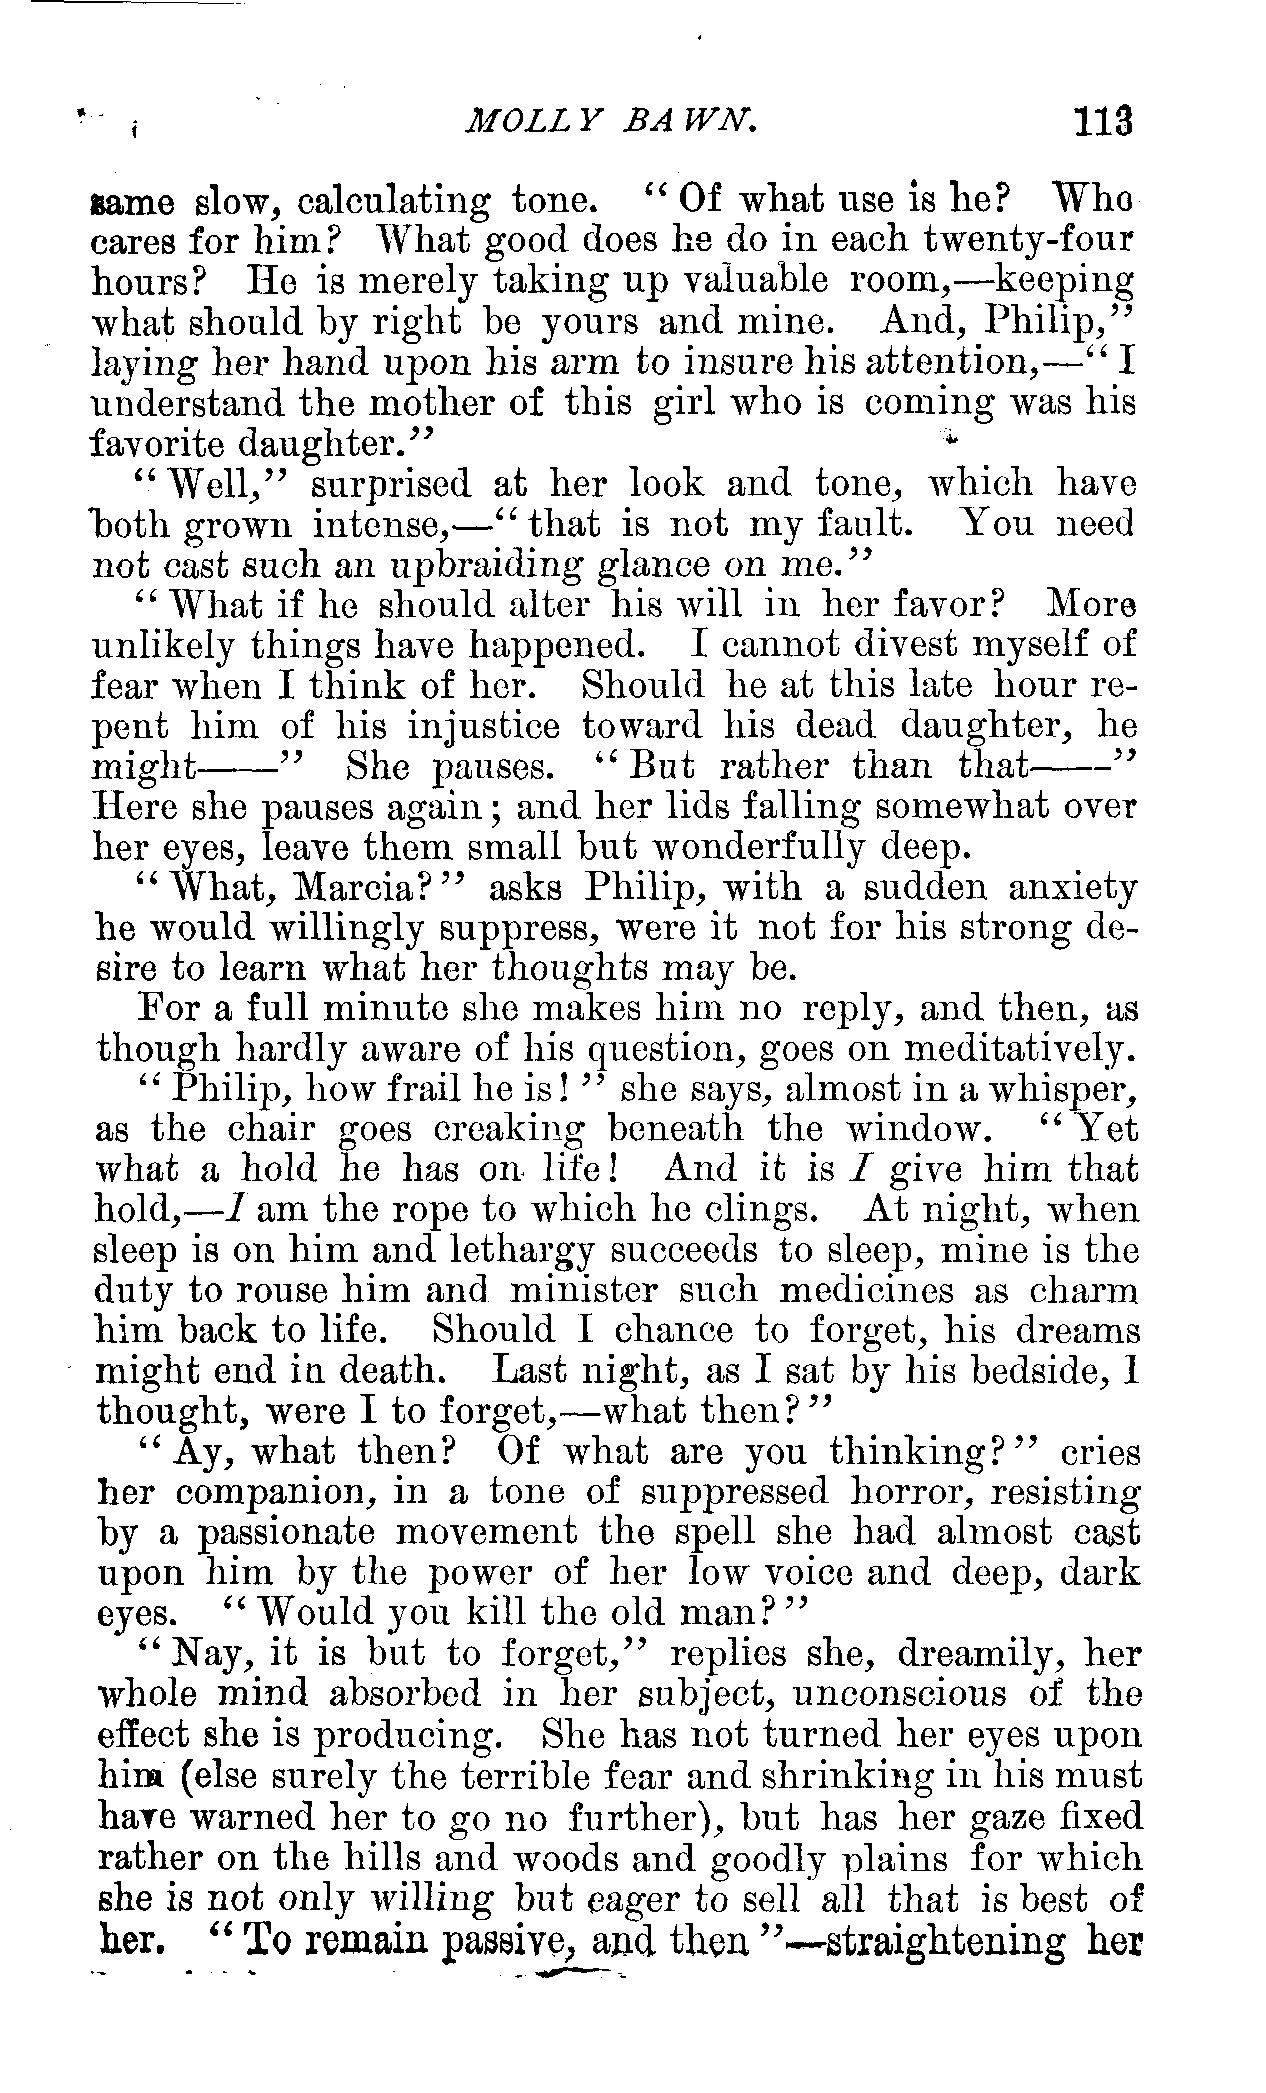 MOLLY BAWN. 113
same slow, calculating tone. “Of what use is he? Who
cares for him? What good does he do in each twenty-four
hours? He is merely taking up valuable room,—keeping
what should by right be yours and mine. And, Philip,”
laying her hand upon his arm to insure his attention,—“I
understand the mother of this girl who is coming was his
favorite daughter.”
“Well,” surprised at her look and tone, which have
both grown intense,—“that is not my fault. You need
not cast such an upbraiding glance on me.”
“What if he should alter his will in her favor? More
unlikely things have happened. I cannot divest myself of
fear when I think of her. Should he at this late hour re-
pent him of his injustice toward his dead daughter, he
might——” She pauses. “But rather than that——”
Here she pauses again; and her lids falling somewhat over
her eyes, leave them small but wonderfully deep.
“What, Marcia?” asks Philip, with a sudden anxiety
he would willingly suppress, were it not for his strong de-
sire to learn what her thoughts may be.
For a full minute she makes him no reply, and then, as
though hardly aware of his question, goes on meditatively.
“Philip, how frail he is!” she says, almost in a whisper,
as the chair goes creaking beneath the window. “Yet
what a hold he has on life! And it is I give him that
hold,—I am the rope to which he clings. At night, when
sleep is on him and lethargy succeeds to sleep, mine is the
duty to rouse him and minister such medicines as charm
him back to life. Should I chance to forget, his dreams
might end in death. Last night, as I sat by his bedside, I
thought, were I to forget,—what then?”
“Ay, what then? Of what are you thinking?” cries
her companion, in a tone of suppressed horror, resisting
by a passionate movement the spell she had almost cast
upon him by the power of her low voice and deep, dark
eyes. “Would you kill the old man?”
“Nay, it is but to forget,” replies she, dreamily, her
whole mind absorbed in her subject, unconscious of the
effect she is producing. She has not turned her eyes upon
him (else surely the terrible fear and shrinking in his must
have warned her to go no further), but has her gaze fixed
rather on the hills and woods and goodly plains for which
she is not only willing but eager to sell all that is best of
her. “To remain passive, and then”—straightening her